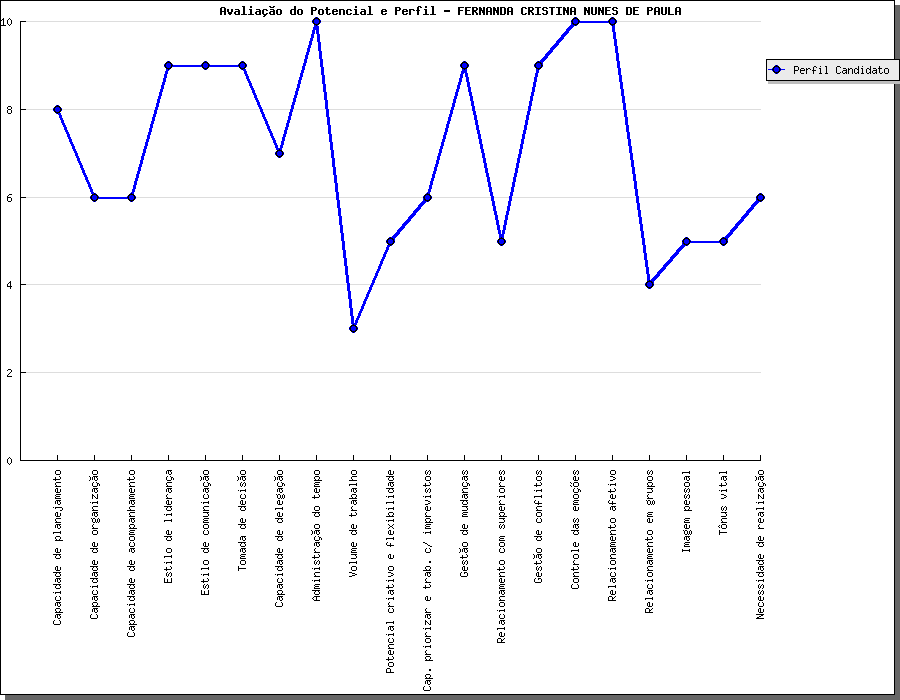 Avaliação do Potencial e Perfil - FERNANDA CRISTINA NUNES DE PAULA
Perfil Candidato
10
8
6
4
2
0
Capacidade de planejamento
Capacidade de organização
Capacidade de acompanhamento
Estilo de liderança
Estilo de comunicação
Tomada de decisão
Capacidade de delegação
Administração do tempo
Volume de trabalho
Potencial criativo e flexibilidade
Cap. priorizar e trab. c/ imprevistos
Gestão de mudanças
Relacionamento com superiores
Gestão de conflitos
Controle das emoções
Relacionamento afetivo
Relacionamento em grupos
Imagem pessoal
Tônus vital
Necessidade de realização